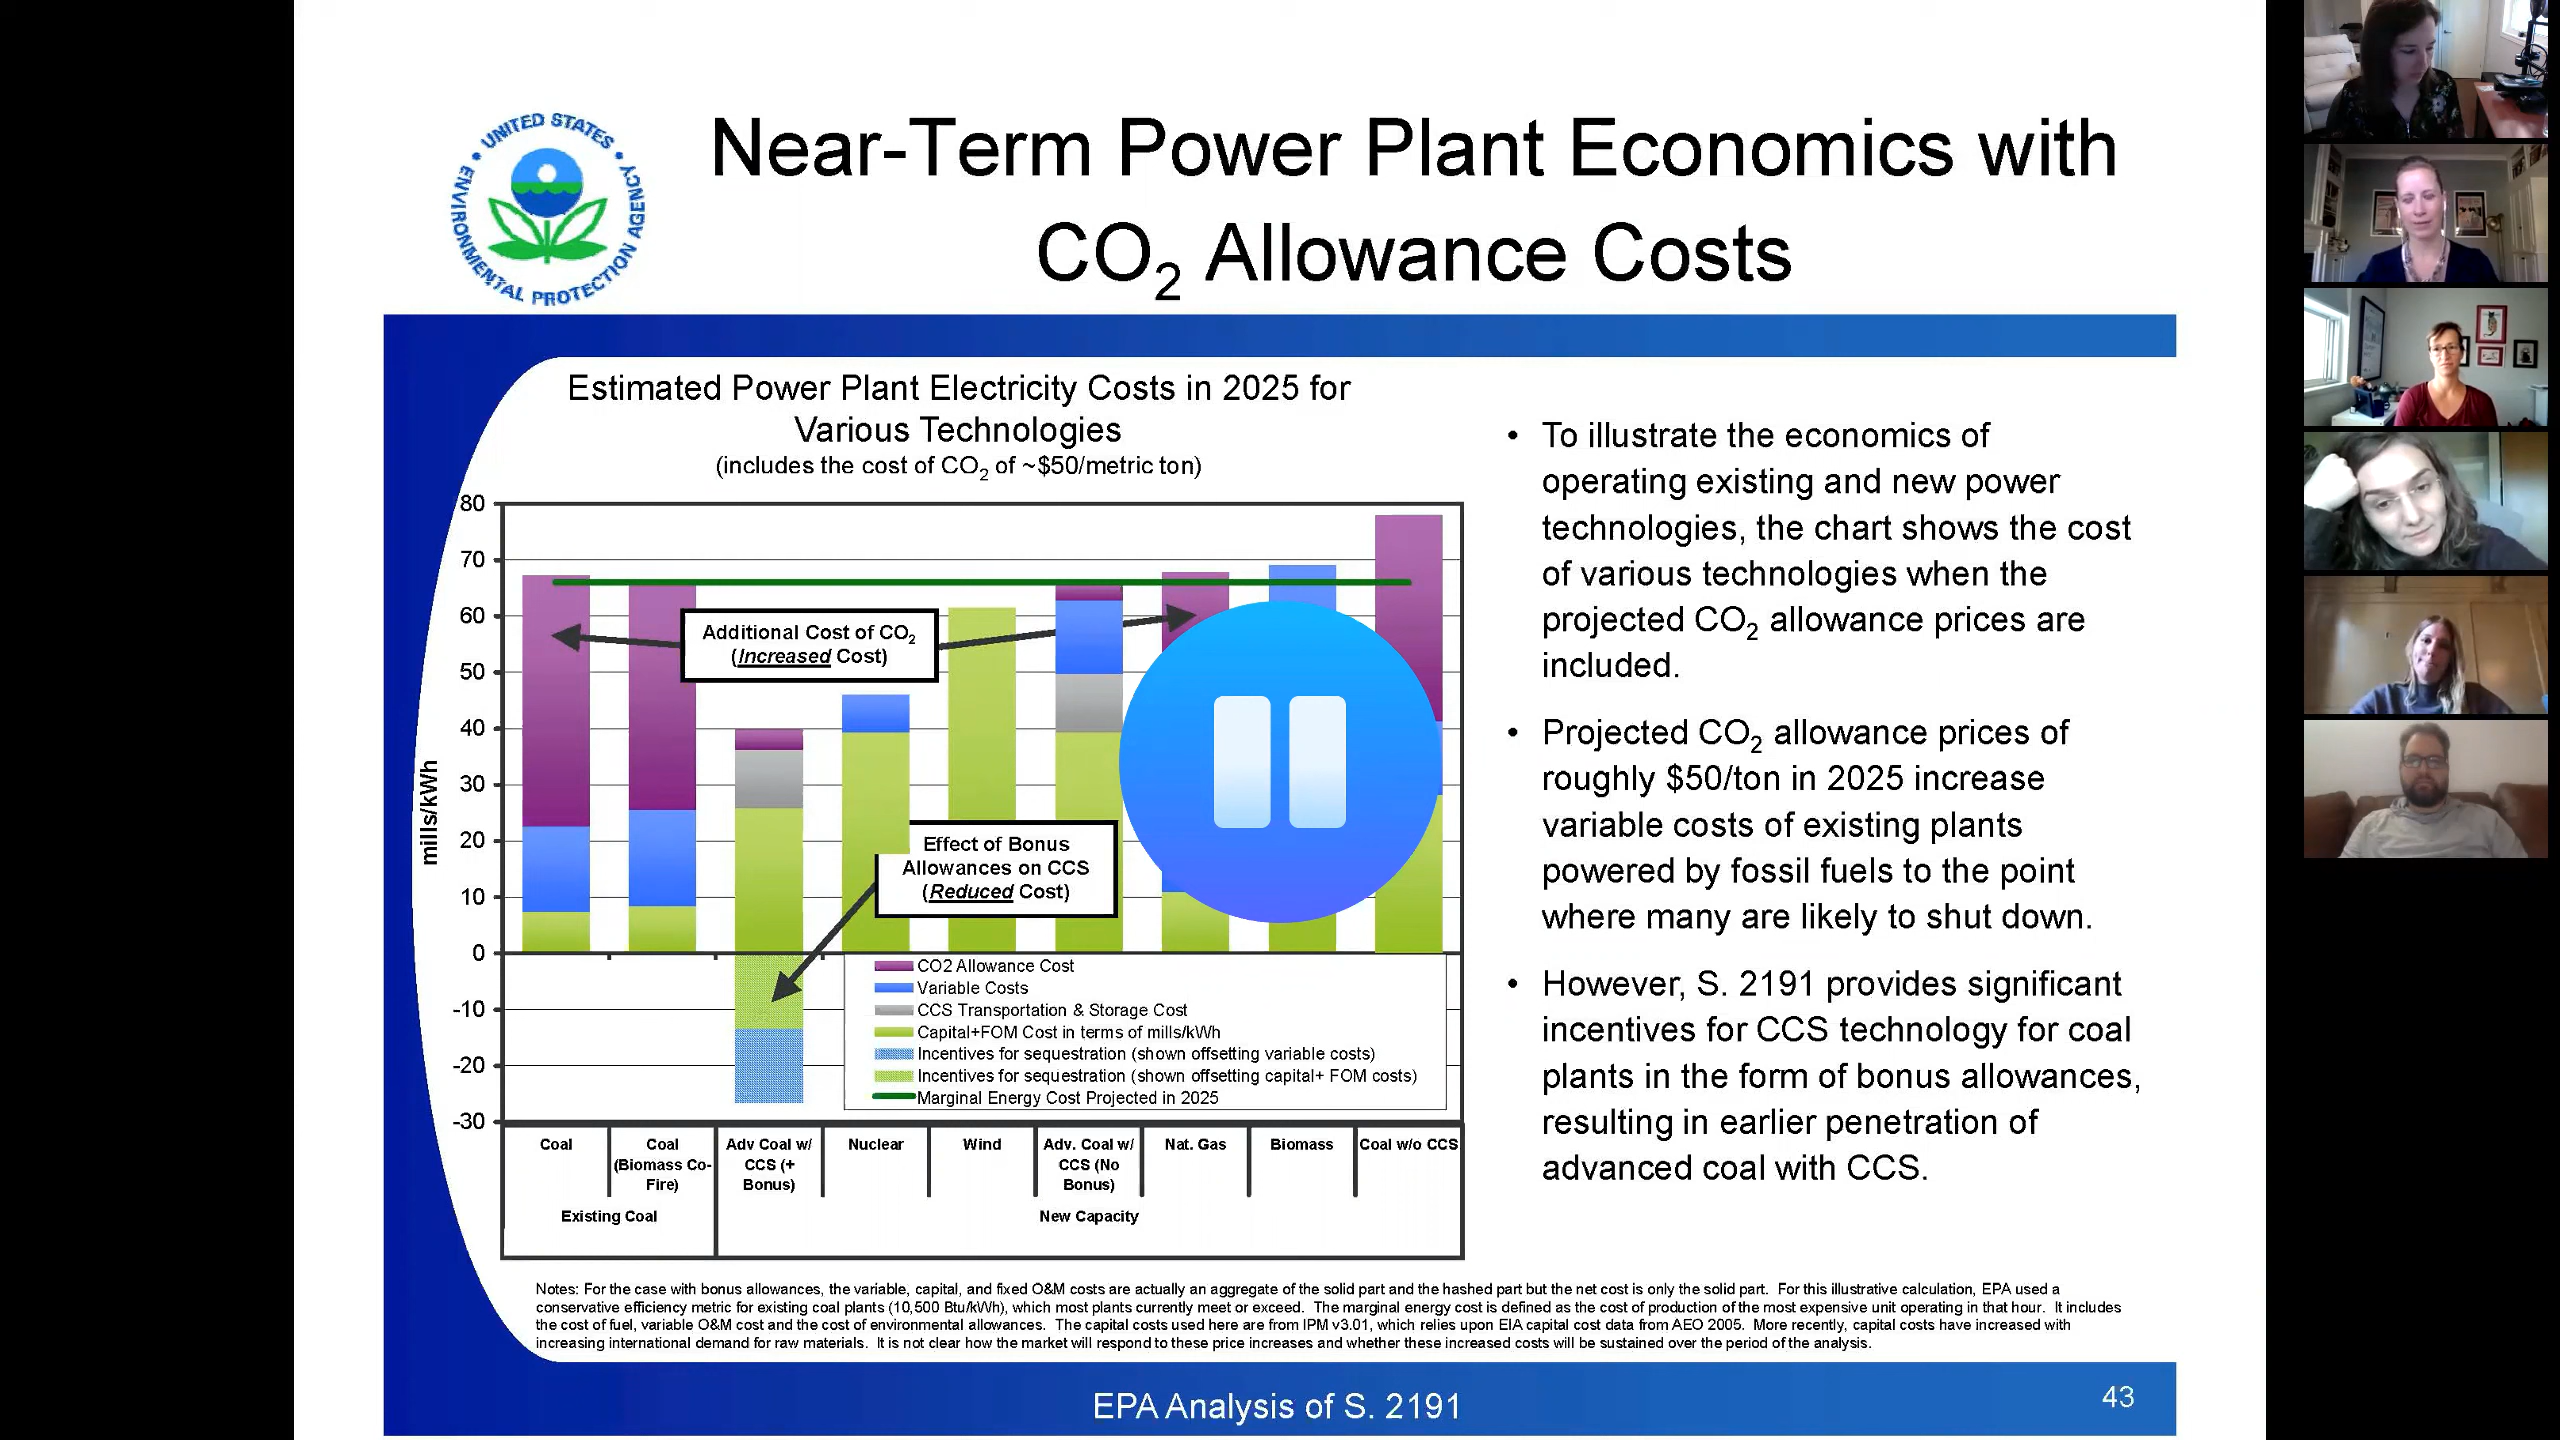 UNITED STATES
ENVIRONMENTAL PROTECTION AGENCY
Near-Term Power Plant Economics with
CO2 Allowance Costs
Estimated Power Plant Electricity Costs in 2025 for
Various Technologies
(includes the cost of CO2 of ~$50/metric ton)
80
70
60
50
40
30
20
10
0
-10
-20
-30
mills/kWh
Additional Cost of CO2
(Increased Cost)
Effect of Bonus
Allowances on CCS
(Reduced Cost)
CO2 Allowance Cost
Variable Costs
CCS Transportation & Storage Cost
Capital+FOM Cost in terms of mills/kWh
Incentives for sequestration (shown offsetting variable costs)
Incentives for sequestration (shown offsetting capital+ FOM costs)
Marginal Energy Cost Projected in 2025
Coal
Coal
(Biomass Co-
Fire)
Adv Coal w/
CCS (+
Bonus)
Nuclear
Wind
Adv. Coal w/
CCS (No
Bonus)
Nat. Gas
Biomass
Coal w/o CCS
Existing Coal
New Capacity
• To illustrate the economics of
operating existing and new power
technologies, the chart shows the cost
of various technologies when the
projected CO2 allowance prices are
included.
• Projected CO2 allowance prices of
roughly $50/ton in 2025 increase
variable costs of existing plants
powered by fossil fuels to the point
where many are likely to shut down.
• However, S. 2191 provides significant
incentives for CCS technology for coal
plants in the form of bonus allowances,
resulting in earlier penetration of
advanced coal with CCS.
Notes: For the case with bonus allowances, the variable, capital, and fixed O&M costs are actually an aggregate of the solid part and the hashed part but the net cost is only the solid part. For this illustrative calculation, EPA used a
conservative efficiency metric for existing coal plants (10,500 Btu/kWh), which most plants currently meet or exceed. The marginal energy cost is defined as the cost of production of the most expensive unit operating in that hour. It includes
the cost of fuel, variable O&M cost and the cost of environmental allowances. The capital costs used here are from IPM v3.01, which relies upon EIA capital cost data from AEO 2005. More recently, capital costs have increased with
increasing international demand for raw materials. It is not clear how the market will respond to these price increases and whether these increased costs will be sustained over the period of the analysis.
EPA Analysis of S. 2191
43